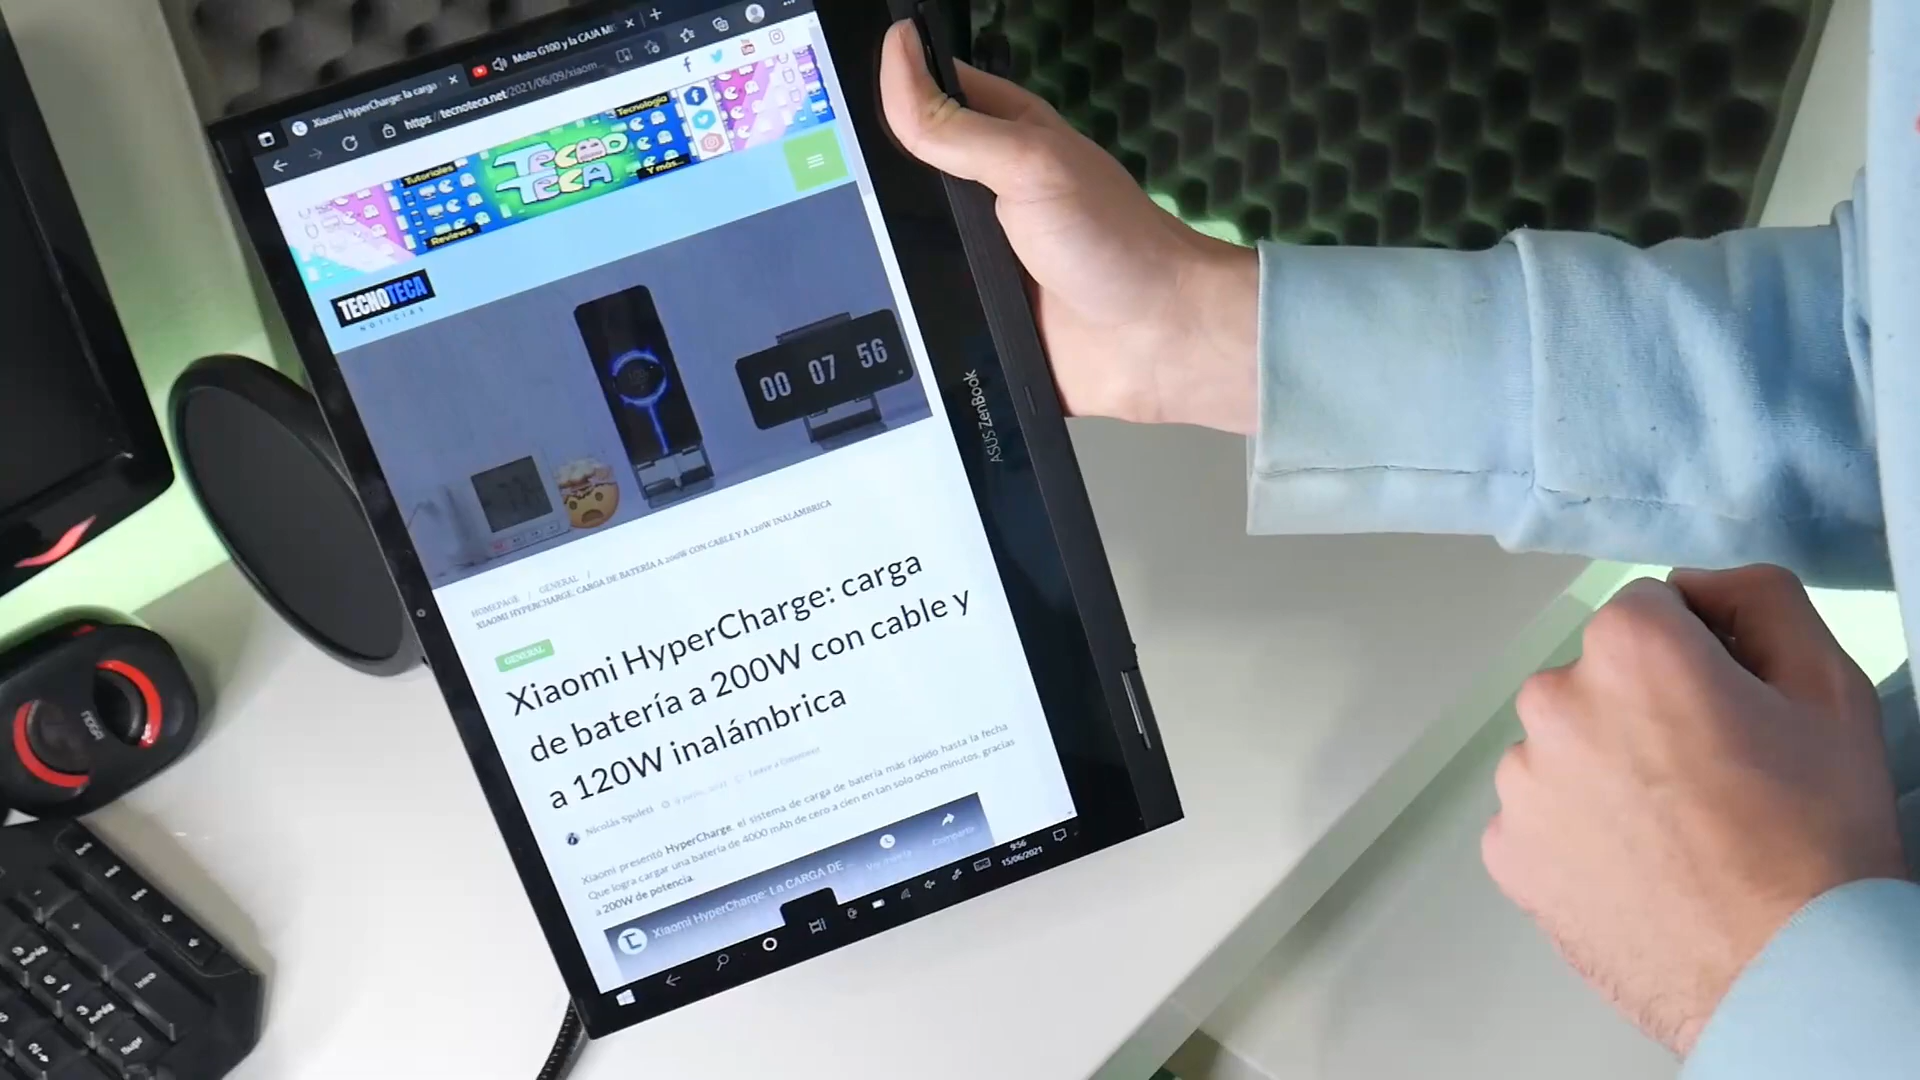 Xiaomi HyperCharge: la carga
Moto G100 y la CAJA M
https://tecnoteca.net/2021/06/09/xiaom...
Tutoriales
Tecnología
TECNO
TECA
Reviews
Y más...
TECNOTECA
NOTICIAS
00 07 56
HOMEPAGE / GENERAL /
XIAOMI HYPERCHARGE: CARGA DE BATERÍA A 200W CON CABLE Y A 120W INALÁMBRICA
GENERAL
Xiaomi HyperCharge: carga
de batería a 200W con cable y
a 120W inalámbrica
Nicolás Spoleti Leave a Comment
Xiaomi presentó HyperCharge, el sistema de carga de batería más rápido hasta la fecha
Que logra cargar una batería de 4000 mAh de cero a cien en tan solo ocho minutos, gracias
a 200W de potencia.
Xiaomi HyperCharge: La CARGA DE
Compartir
9:56
15/06/2021
ASUS ZenBook
noga
Supr